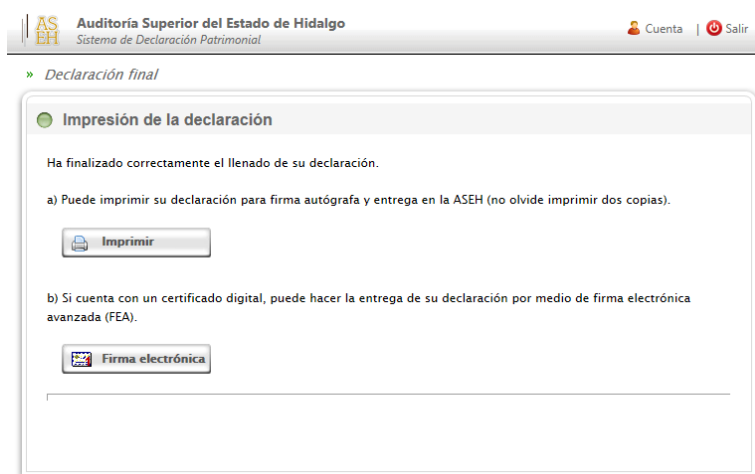 AS
EH
Auditoría Superior del Estado de Hidalgo
Sistema de Declaración Patrimonial
Cuenta | Salir
» Declaración final
Impresión de la declaración
Ha finalizado correctamente el llenado de su declaración.
a) Puede imprimir su declaración para firma autógrafa y entrega en la ASEH (no olvide imprimir dos copias).
Imprimir
b) Si cuenta con un certificado digital, puede hacer la entrega de su declaración por medio de firma electrónica
avanzada (FEA).
Firma electrónica